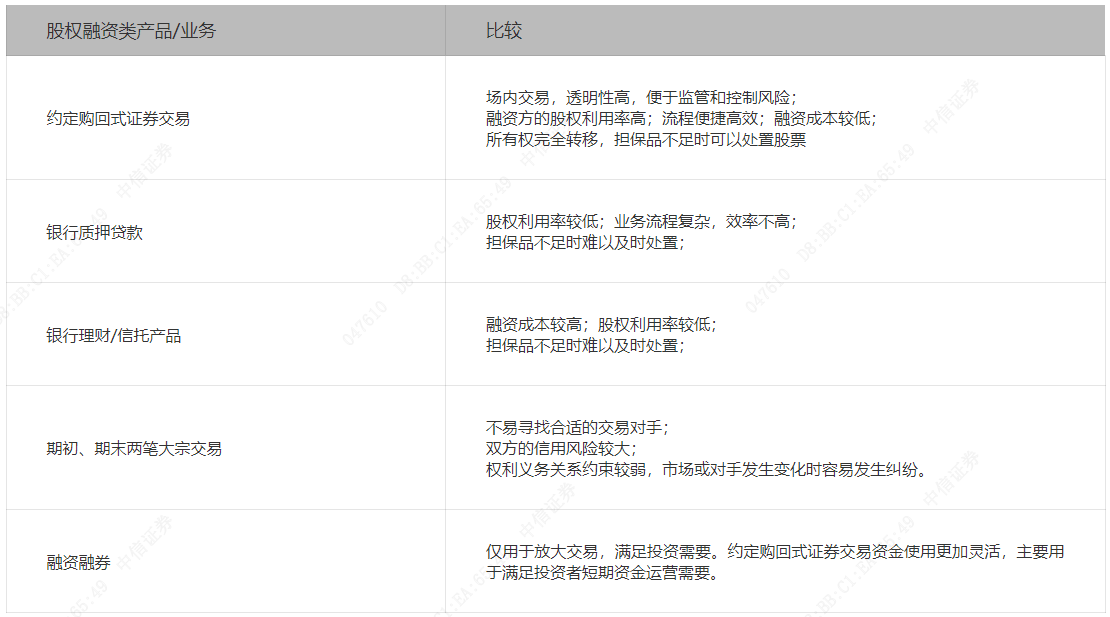 股权融资类产品/业务
比较
约定购回式证券交易
场内交易，透明性高，便于监管和控制风险；
融资方的股权利用率高；流程便捷高效；融资成本较低；
所有权完全转移，担保品不足时可以处置股票
银行质押贷款
股权利用率较低；业务流程复杂，效率不高；
担保品不足时难以及时处置；
银行理财/信托产品
融资成本较高；股权利用率较低；
担保品不足时难以及时处置；
期初、期末两笔大宗交易
不易寻找合适的交易对手；
双方的信用风险较大；
权利义务关系约束较弱，市场或对手发生变化时容易发生纠纷。
融资融券
仅用于放大交易，满足投资需要。约定购回式证券交易资金使用更加灵活，主要用
于满足投资者短期资金运营需要。
中信证券
047610 D8:BB:C1:EA:65:49 中信证券